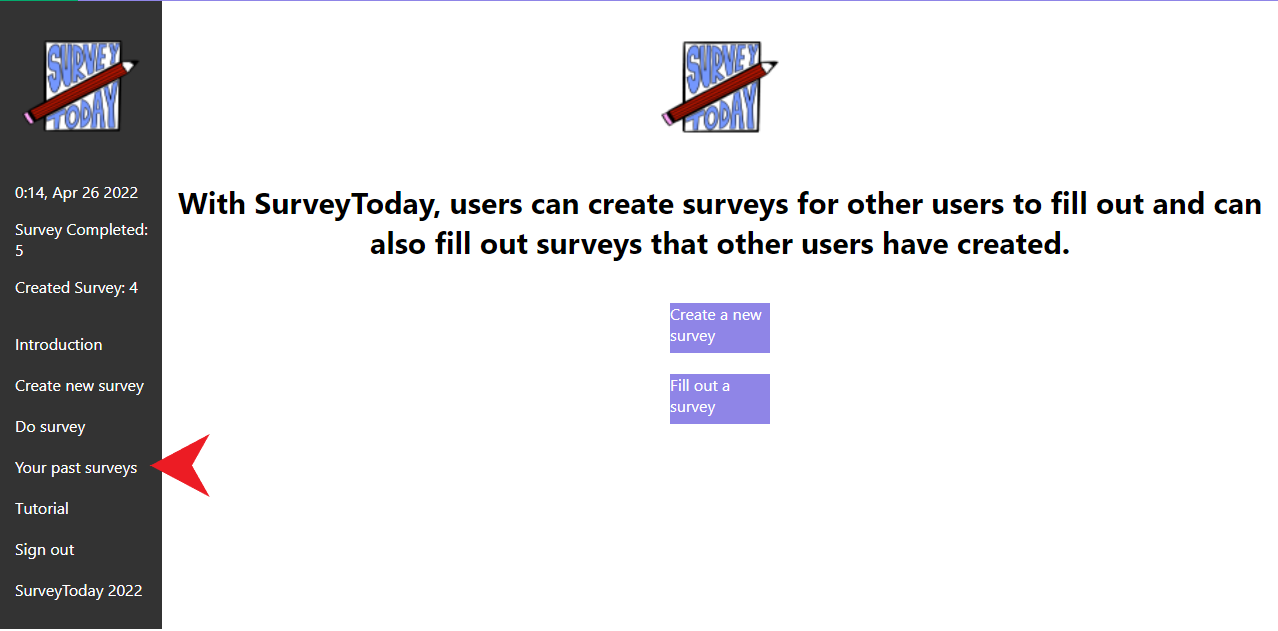 SURVEY
TODAY
0:14, Apr 26 2022
Survey Completed:
5
Created Survey: 4
Introduction
Create new survey
Do survey
Your past surveys
Tutorial
Sign out
SurveyToday 2022
SURVEY
TODAY
With SurveyToday, users can create surveys for other users to fill out and can
also fill out surveys that other users have created.
Create a new
survey
Fill out a
survey